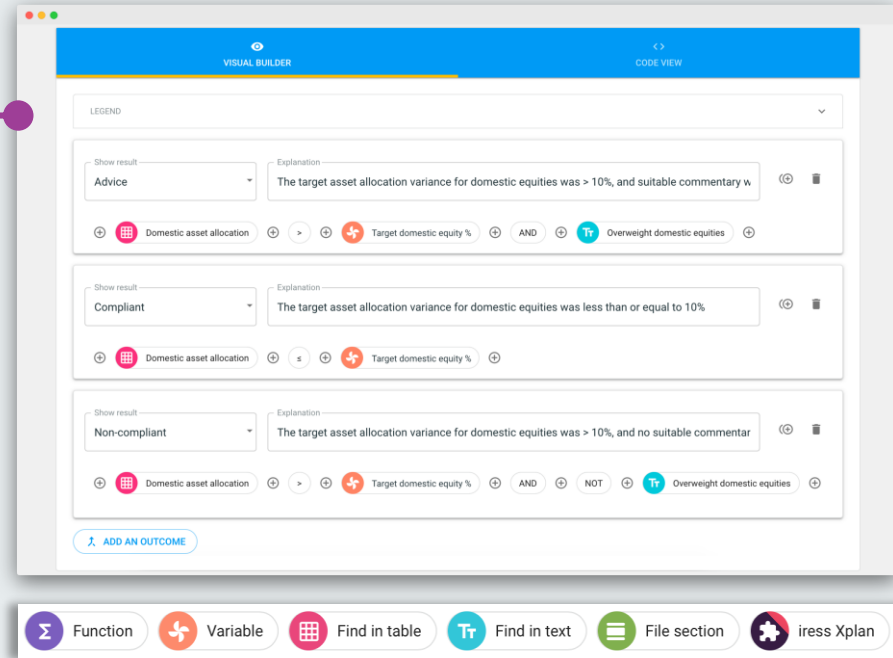 VISUAL BUILDER
CODE VIEW
LEGEND
Show result
Explanation
Advice
The target asset allocation variance for domestic equities was > 10%, and suitable commentary w
Domestic asset allocation > Target domestic equity % AND Tт Overweight domestic equities
Show result
Explanation
Compliant
The target asset allocation variance for domestic equities was less than or equal to 10%
Domestic asset allocation ≤ Target domestic equity %
Show result
Explanation
Non-compliant
The target asset allocation variance for domestic equities was > 10%, and no suitable commentar
Domestic asset allocation > Target domestic equity % AND NOT Tт Overweight domestic equities
ADD AN OUTCOME
Σ Function Variable Find in table Tт Find in text File section iress Xplan